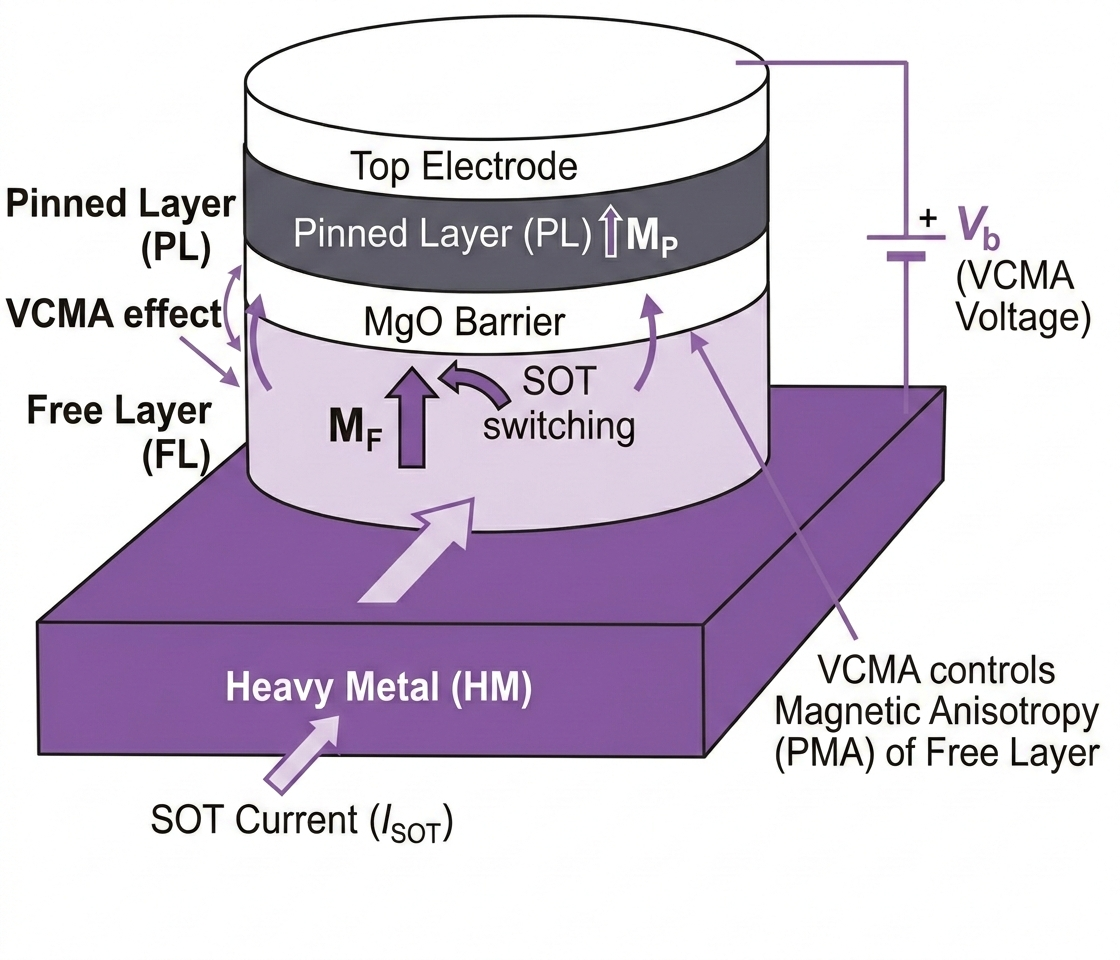 Top Electrode
Pinned Layer
(PL)
Pinned Layer (PL) M_P
+ V_b
(VCMA
Voltage)
VCMA effect
MgO Barrier
Free Layer
(FL)
M_F
SOT
switching
Heavy Metal (HM)
VCMA controls
Magnetic Anisotropy
(PMA) of Free Layer
SOT Current (I_SOT)